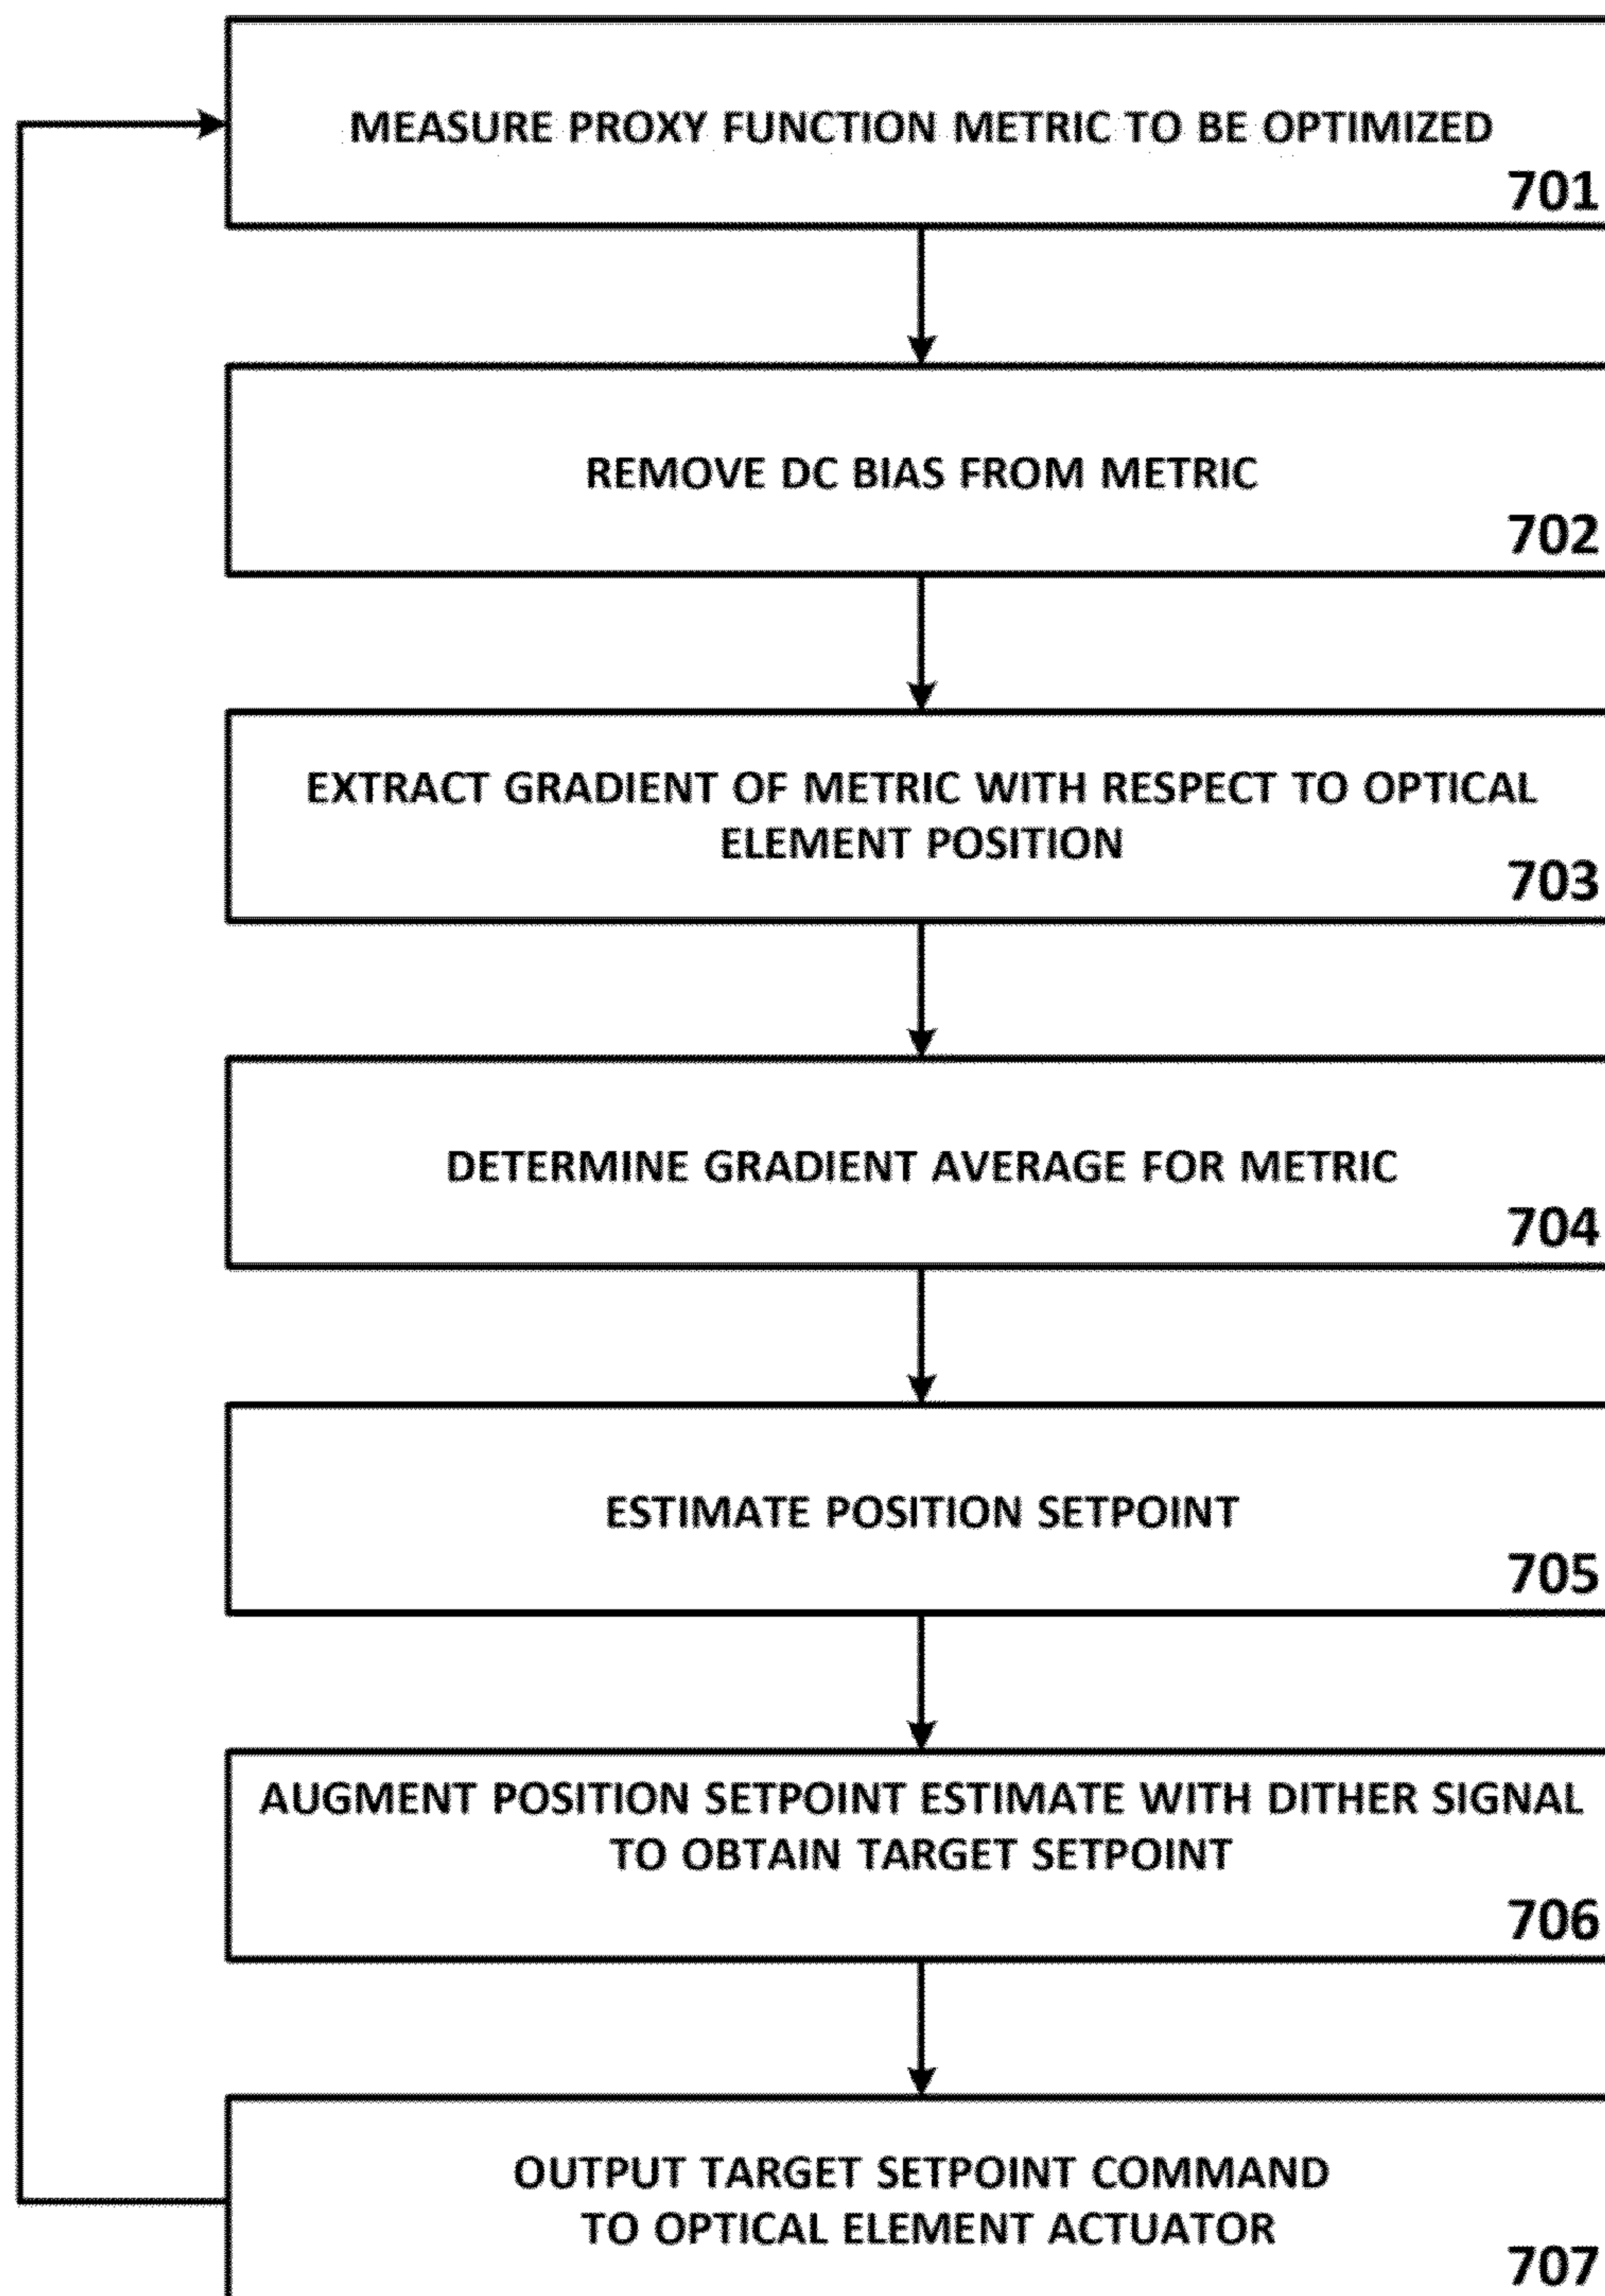 MEASURE PROXY FUNCTION METRIC TO BE OPTIMIZED
701
REMOVE DC BIAS FROM METRIC
702
EXTRACT GRADIENT OF METRIC WITH RESPECT TO OPTICAL
ELEMENT POSITION
703
DETERMINE GRADIENT AVERAGE FOR METRIC
704
ESTIMATE POSITION SETPOINT
705
AUGMENT POSITION SETPOINT ESTIMATE WITH DITHER SIGNAL
TO OBTAIN TARGET SETPOINT
706
OUTPUT TARGET SETPOINT COMMAND
TO OPTICAL ELEMENT ACTUATOR
707